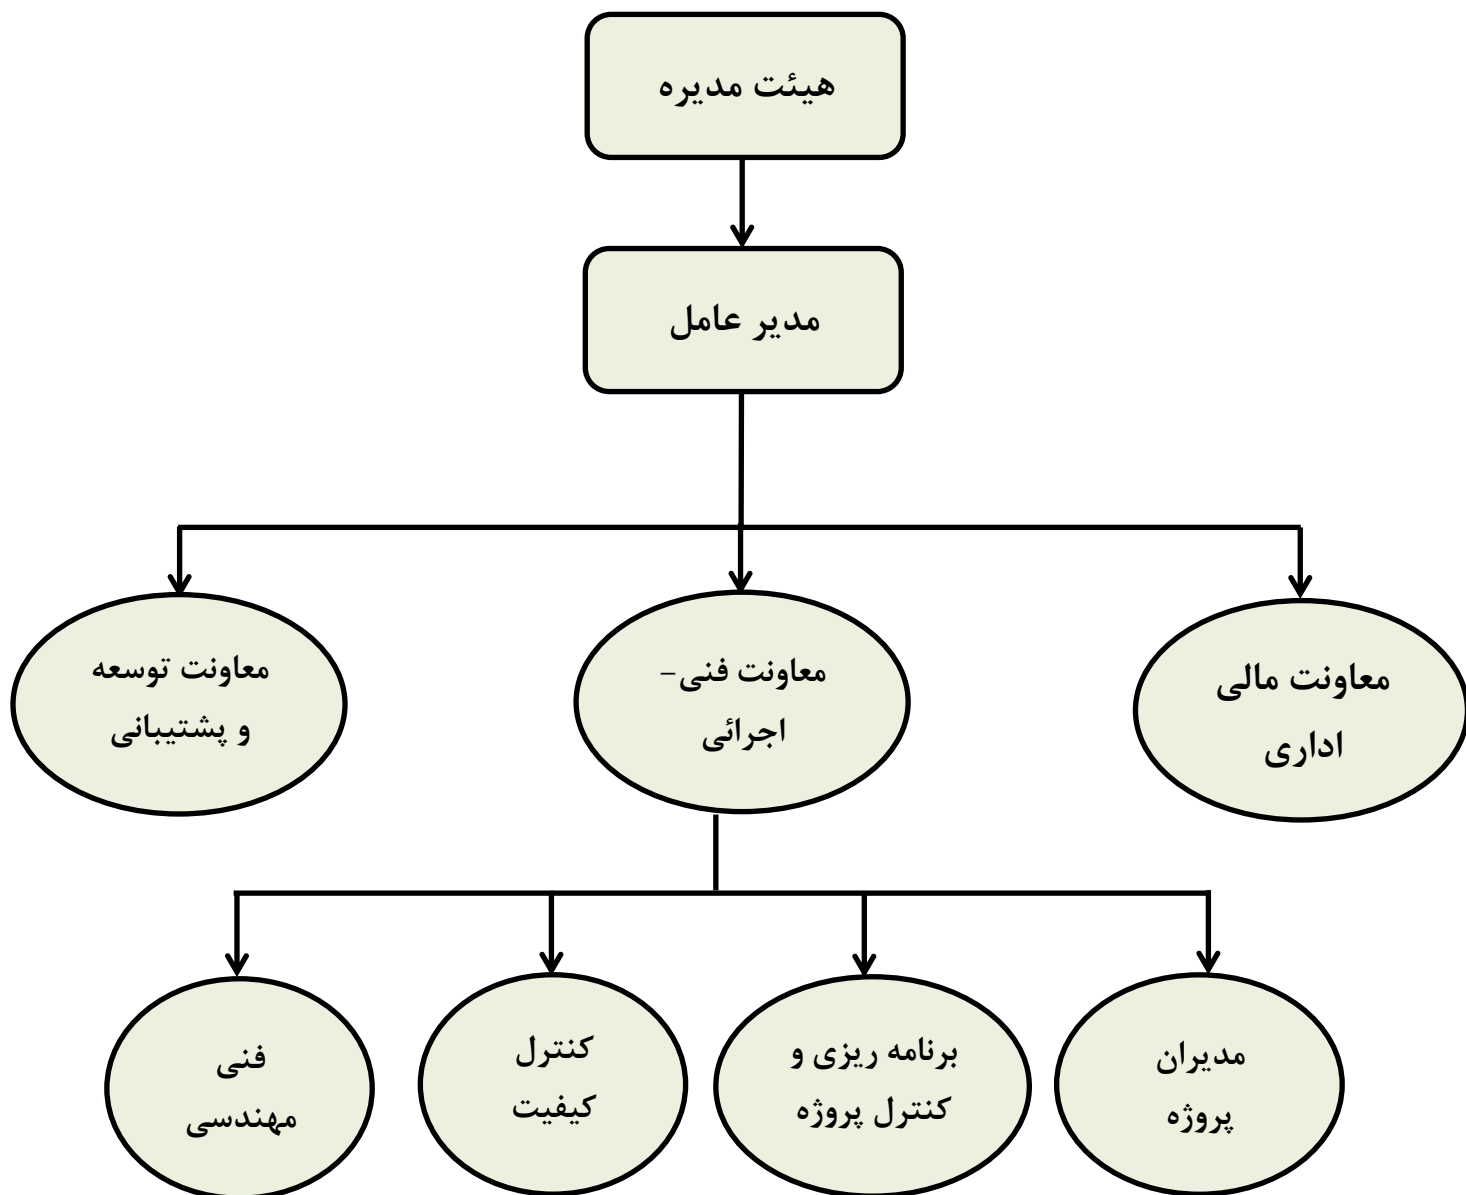 هیئت مدیره
مدیر عامل
معاونت مالی
اداری
معاونت فنی–
اجرائی
معاونت توسعه
و پشتیبانی
مدیران
پروژه
برنامه ریزی و
کنترل پروژه
کنترل
کیفیت
فنی
مهندسی